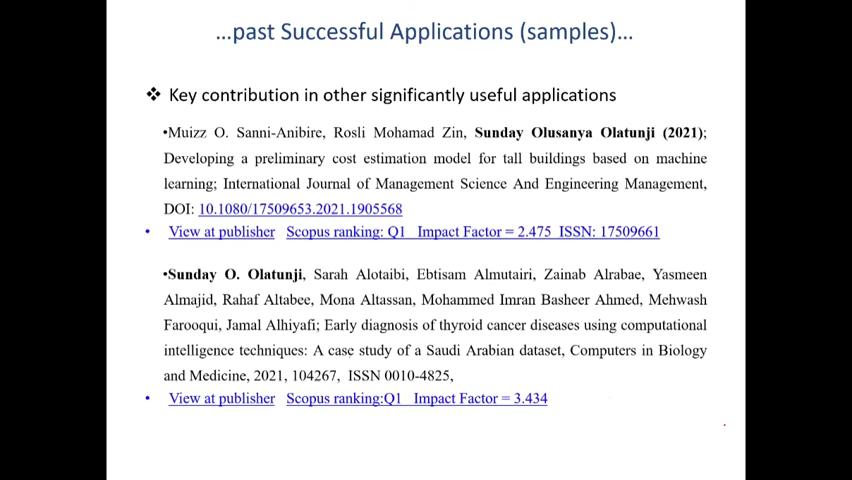 ...past Successful Applications (samples)...
❖ Key contribution in other significantly useful applications
•Muizz O. Sanni-Anibire, Rosli Mohamad Zin, Sunday Olusanya Olatunji (2021);
Developing a preliminary cost estimation model for tall buildings based on machine
learning; International Journal of Management Science And Engineering Management,
DOI: 10.1080/17509653.2021.1905568
• View at publisher Scopus ranking: Q1 Impact Factor = 2.475 ISSN: 17509661
•Sunday O. Olatunji, Sarah Alotaibi, Ebtisam Almutairi, Zainab Alrabae, Yasmeen
Almajid, Rahaf Altabee, Mona Altassan, Mohammed Imran Basheer Ahmed, Mehwash
Farooqui, Jamal Alhiyafi; Early diagnosis of thyroid cancer diseases using computational
intelligence techniques: A case study of a Saudi Arabian dataset, Computers in Biology
and Medicine, 2021, 104267, ISSN 0010-4825,
• View at publisher Scopus ranking:Q1 Impact Factor = 3.434